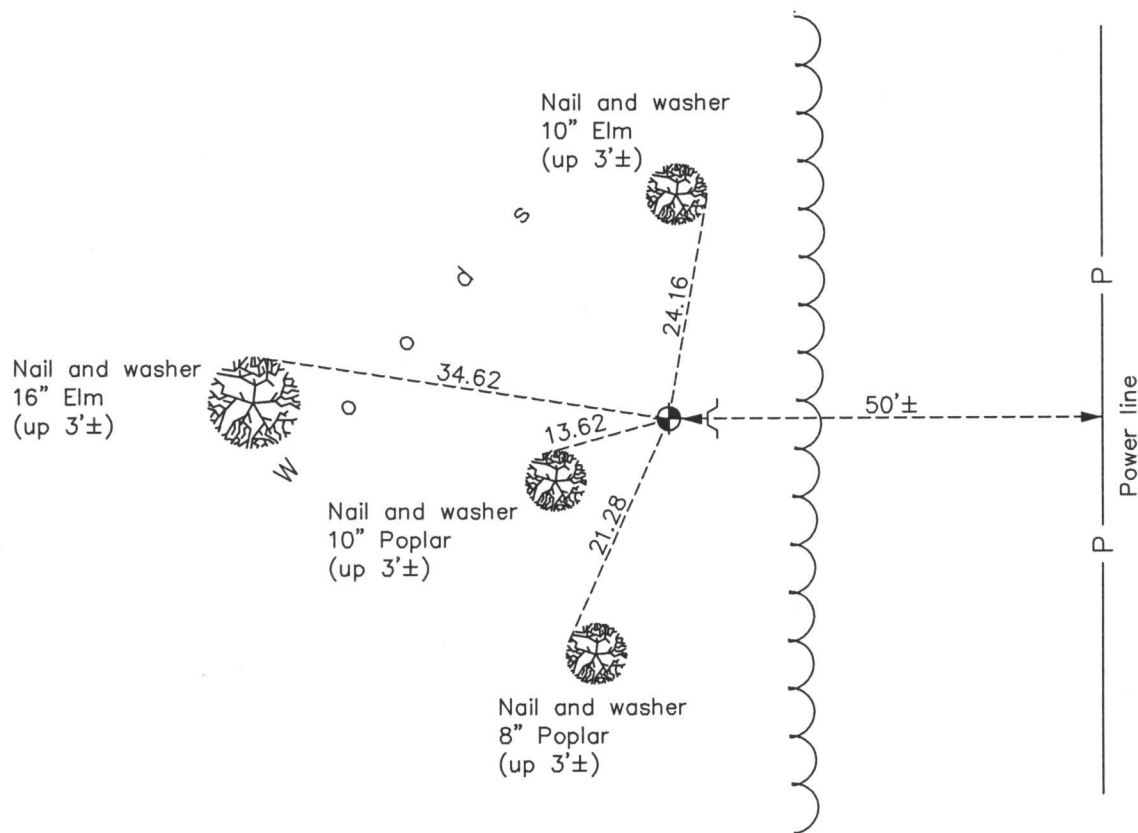 Nail and washer
10" Elm
(up 3'±)
Woods
24.16
Nail and washer
16" Elm
(up 3'±)
34.62
13.62
50'±
P
Power line
P
Nail and washer
10" Poplar
(up 3'±)
21.28
Nail and washer
8" Poplar
(up 3'±)